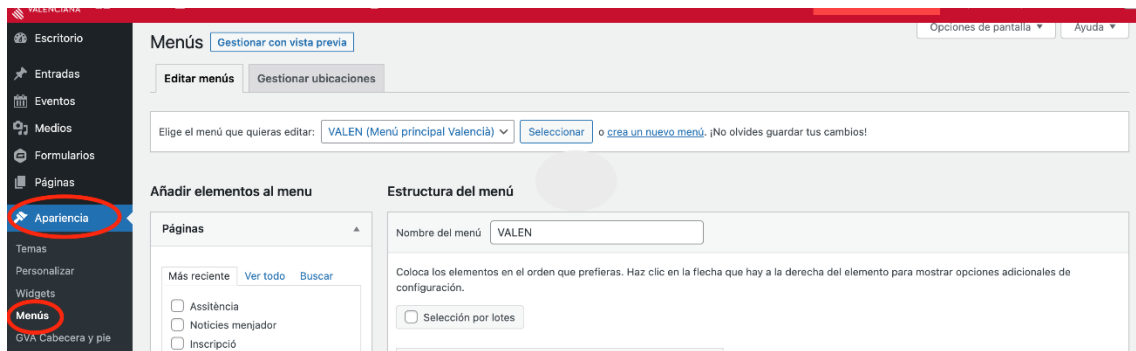 VALENCIANA
Escritorio
Entradas
Eventos
Medios
Formularios
Páginas
Apariencia
Temas
Personalizar
Widgets
Menús
GVA Cabecera y pie
Opciones de pantalla ▼
Ayuda ▼
Menús Gestionar con vista previa
Editar menús Gestionar ubicaciones
Elige el menú que quieras editar: VALEN (Menú principal Valencià) Seleccionar o crea un nuevo menú. ¡No olvides guardar tus cambios!
Añadir elementos al menu
Páginas
Más reciente Ver todo Buscar
Assitència
Noticies menjador
Inscripció
Estructura del menú
Nombre del menú VALEN
Coloca los elementos en el orden que prefieras. Haz clic en la flecha que hay a la derecha del elemento para mostrar opciones adicionales de
configuración.
Selección por lotes